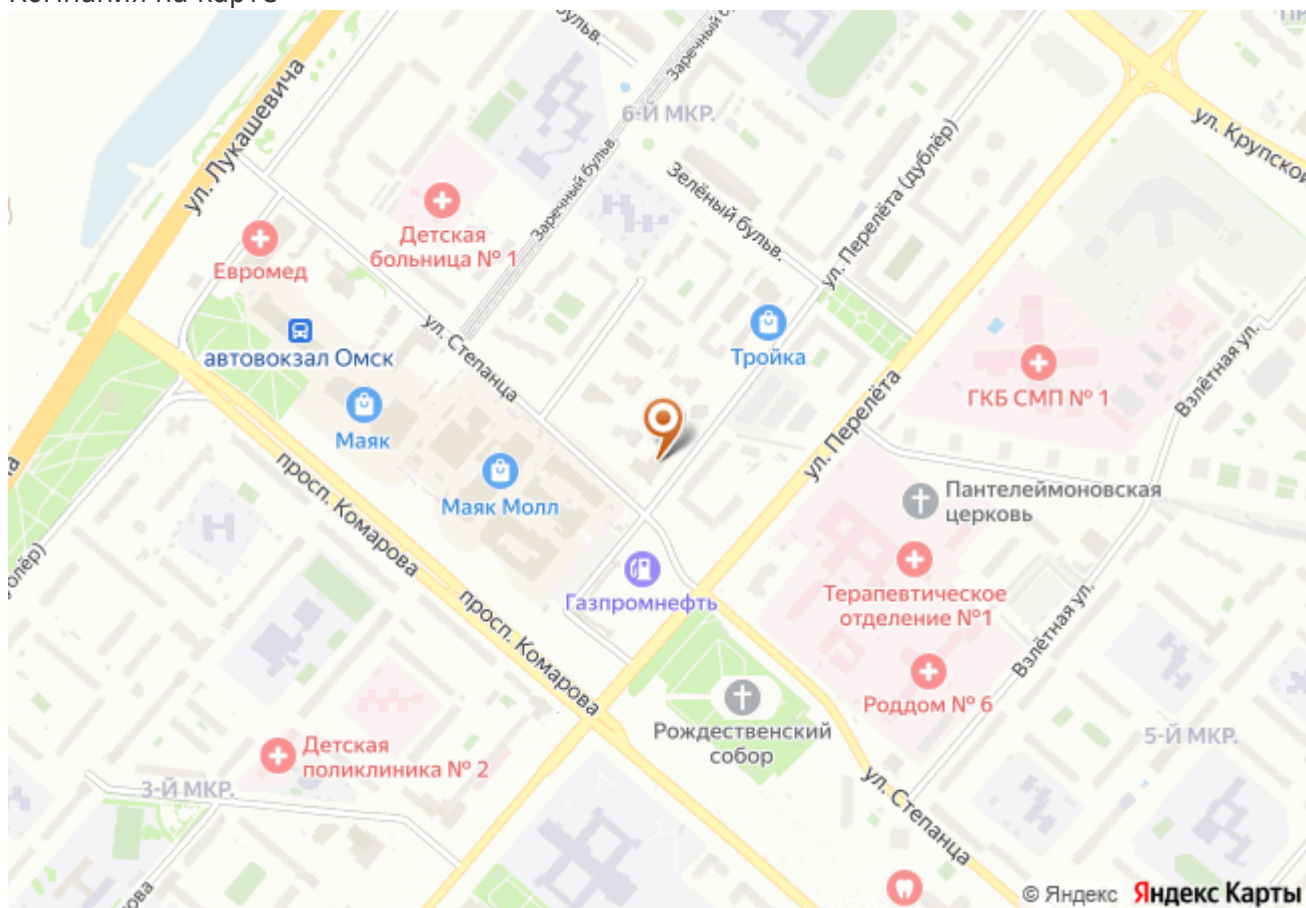 Компания на карте
бульв.
Заречный бульв.
ул. Лукашевича
6-Й МКР.
ул. Крупской
Зелёный бульв.
ул. Перелёта (дублёр)
Заречный бульв.
Детская
больница № 1
Евромед
автовокзал Омск
ул. Степанца
Тройка
ГКБ СМП № 1
Взлётная ул.
Маяк
ул. Перелёта
Маяк Молл
просп. Комарова
Пантелеймоновская
церковь
Газпромнефть
Терапевтическое
отделение №1
просп. Комарова
Взлётная ул.
Роддом № 6
Рождественский
собор
5-Й МКР.
Детская
поликлиника № 2
3-Й МКР.
ул. Степанца
© Яндекс Яндекс Карты